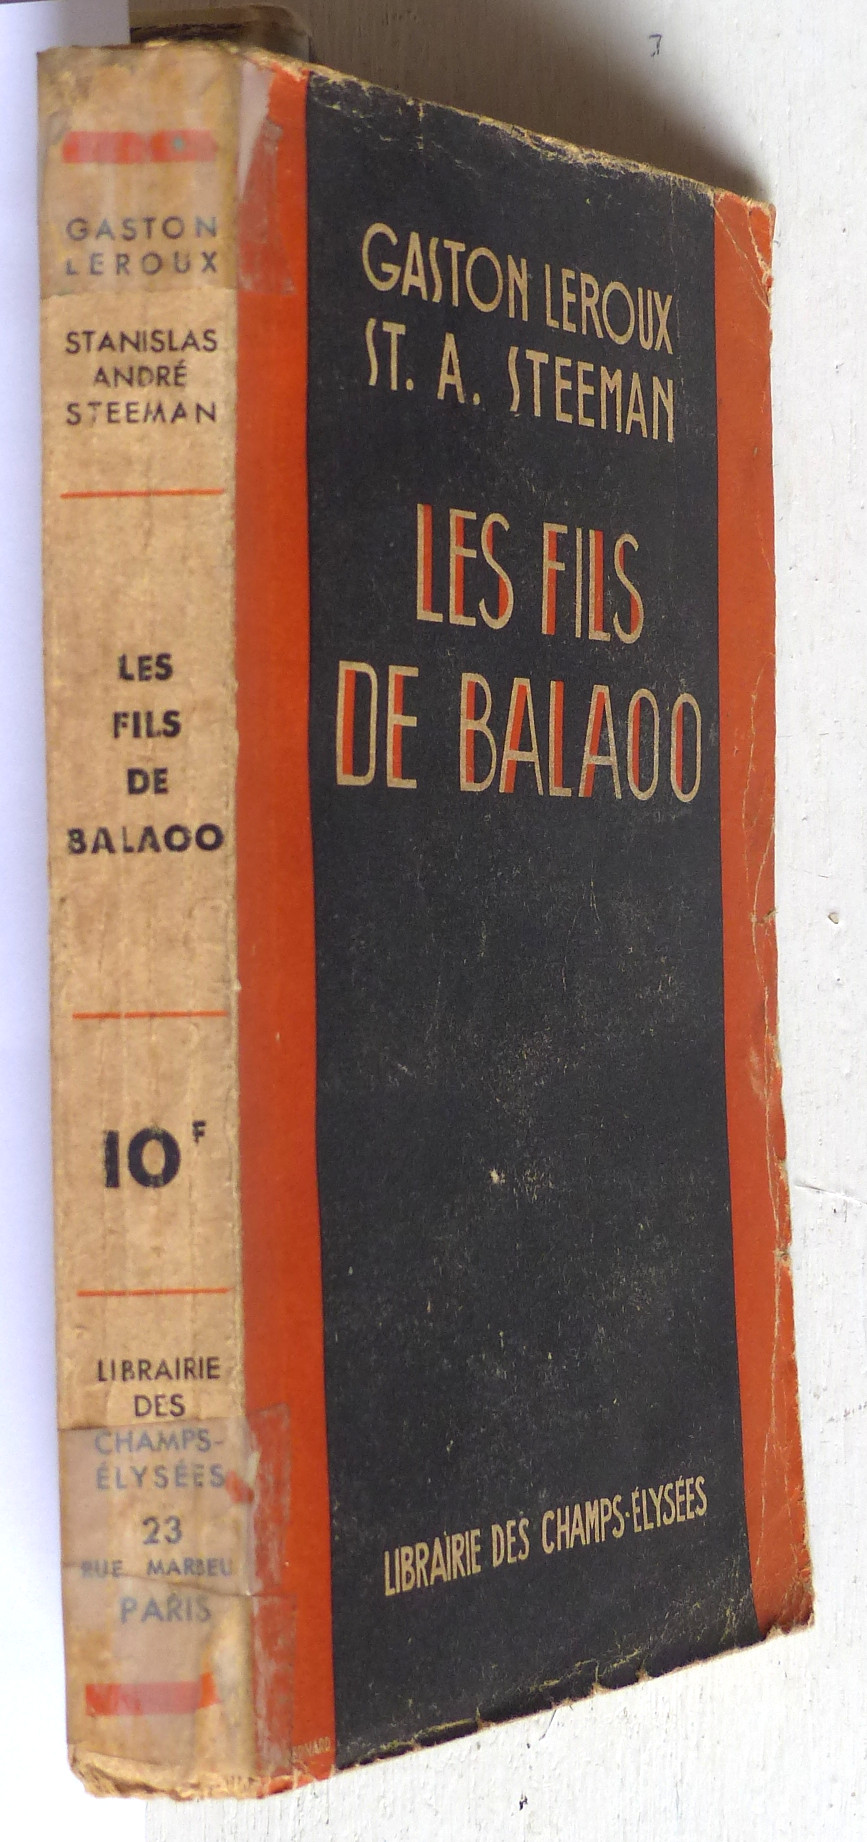 GASTON
LEROUX
STANISLAS
ANDRÉ
STEEMAN
LES
FILS
DE
BALAOO
10F
LIBRAIRIE
DES
CHAMPS-
ÉLYSÉES
23
RUE MARBEU
PARIS
GASTON LEROUX
ST. A. STEEMAN
LES FILS
DE BALAOO
LIBRAIRIE DES CHAMPS-ÉLYSÉES